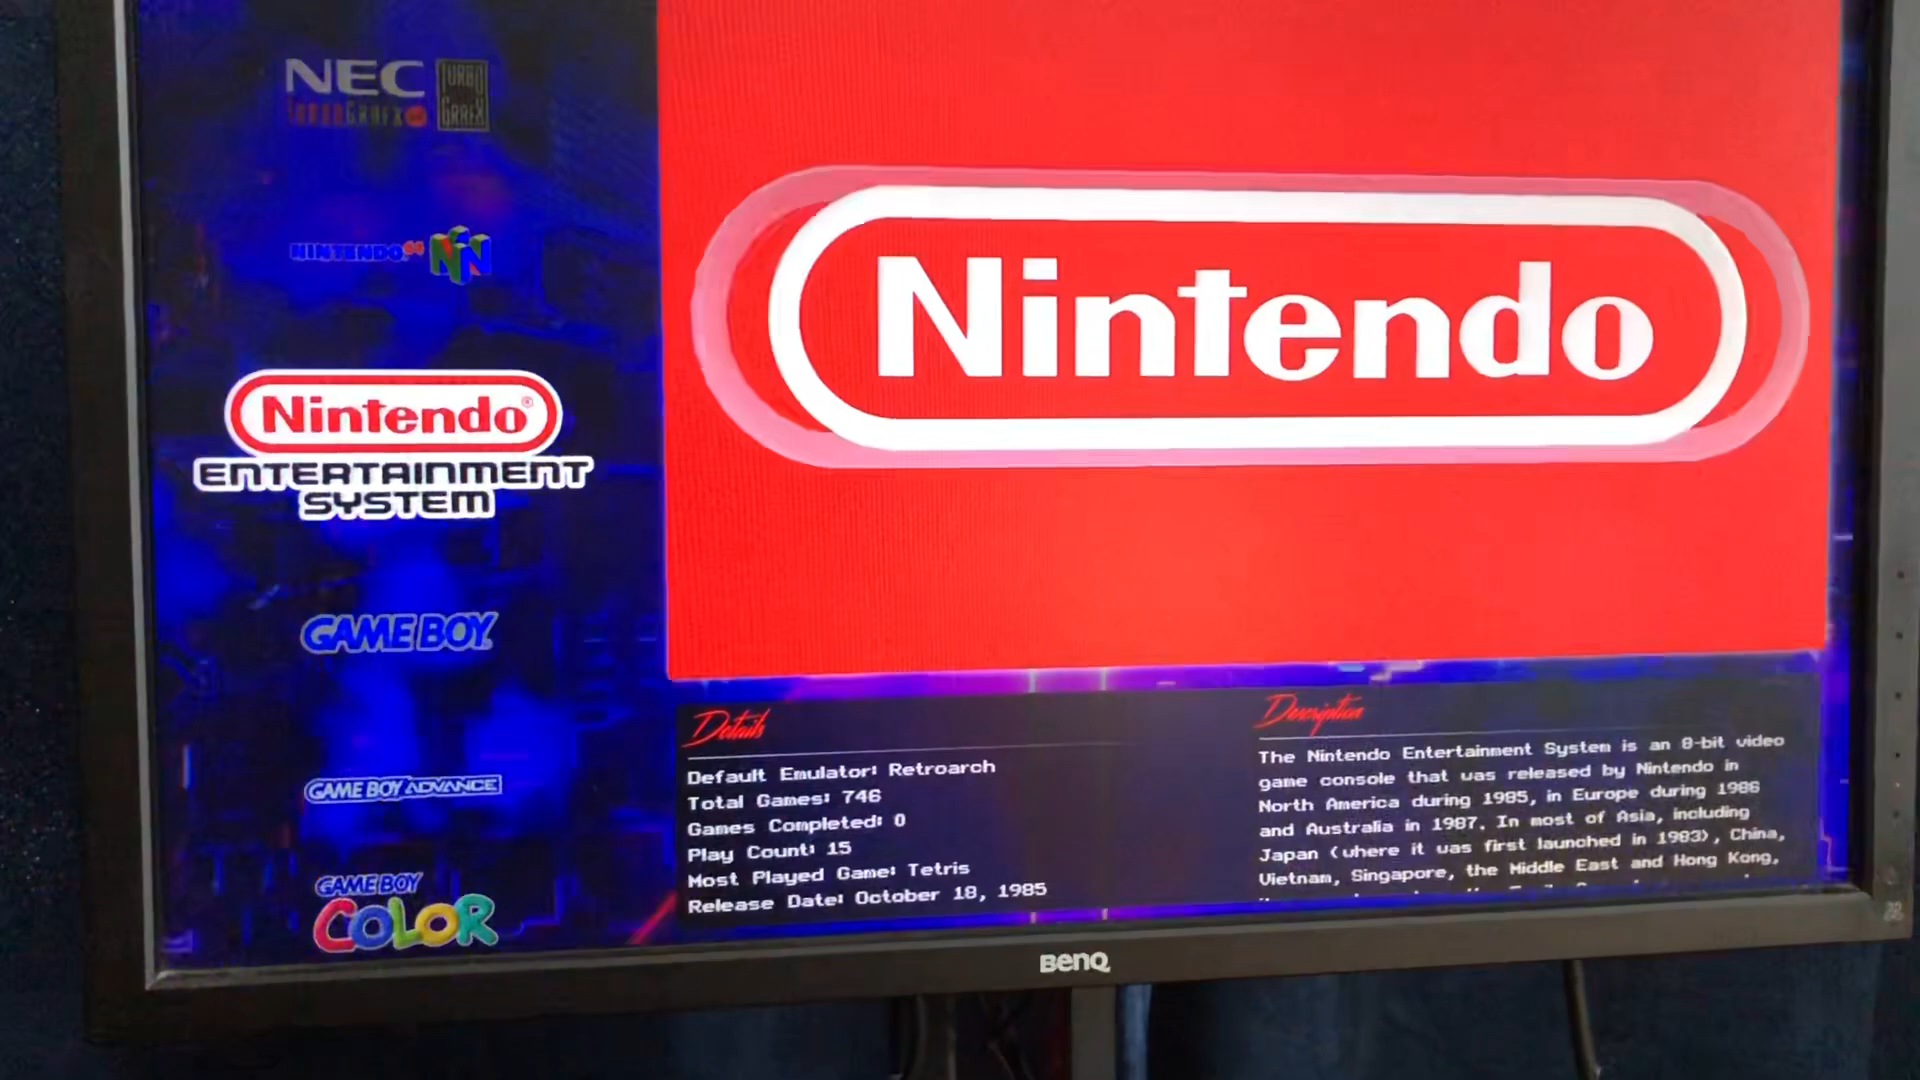 NEC
TURBO GRAFX
TURBOGRAFX
NINTENDO 64
Nintendo®
ENTERTAINMENT
SYSTEM
GAME BOY
GAME BOY ADVANCE
GAME BOY
COLOR
Nintendo
Details
Default Emulator: Retroarch
Total Games: 746
Games Completed: 0
Play Count: 15
Most Played Game: Tetris
Release Date: October 18, 1985
Description
The Nintendo Entertainment System is an 8-bit video
game console that was released by Nintendo in
North America during 1985, in Europe during 1986
and Australia in 1987. In most of Asia, including
Japan (where it was first launched in 1983), China,
Vietnam, Singapore, the Middle East and Hong Kong,
BenQ